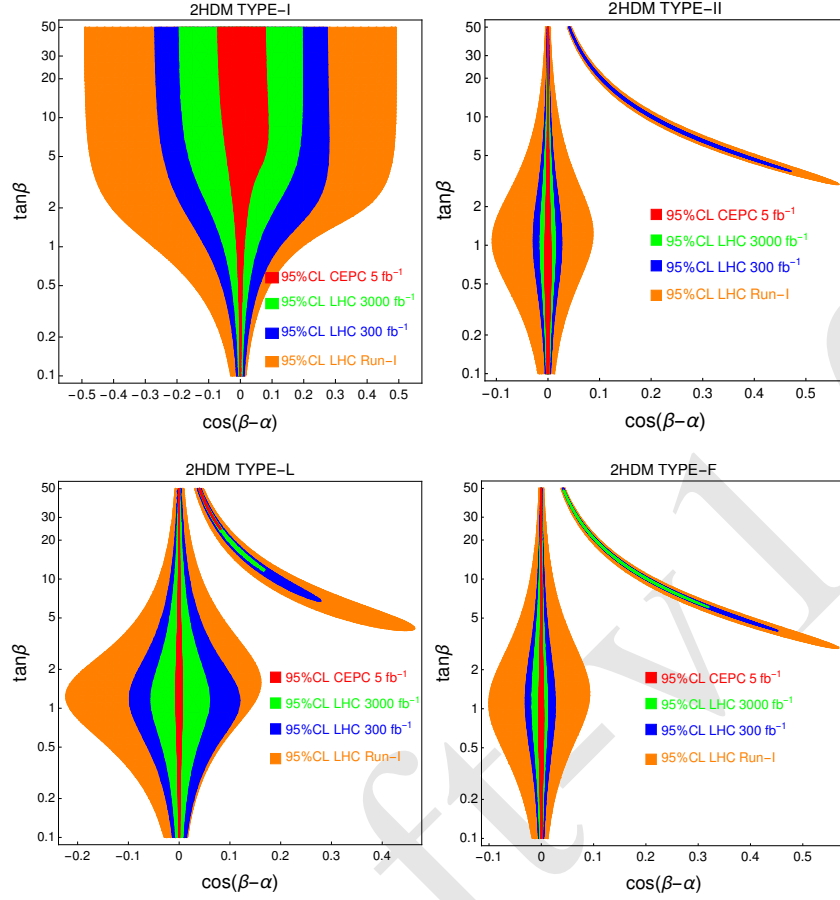 2HDM TYPE-I
tanβ
50
30
20
10
5
2
1
0.5
0.2
0.1
95%CL CEPC 5 fb⁻¹
95%CL LHC 3000 fb⁻¹
95%CL LHC 300 fb⁻¹
95%CL LHC Run-I
-0.5 -0.4 -0.3 -0.2 -0.1 0 0.1 0.2 0.3 0.4 0.5
cos(β-α)
2HDM TYPE-II
tanβ
50
30
20
10
5
2
1
0.5
0.2
0.1
95%CL CEPC 5 fb⁻¹
95%CL LHC 3000 fb⁻¹
95%CL LHC 300 fb⁻¹
95%CL LHC Run-I
-0.1 0 0.1 0.2 0.3 0.4 0.5
cos(β-α)
2HDM TYPE-L
tanβ
50
30
20
10
5
2
1
0.5
0.2
0.1
95%CL CEPC 5 fb⁻¹
95%CL LHC 3000 fb⁻¹
95%CL LHC 300 fb⁻¹
95%CL LHC Run-I
-0.2 -0.1 0 0.1 0.2 0.3 0.4
cos(β-α)
2HDM TYPE-F
tanβ
50
30
20
10
5
2
1
0.5
0.2
0.1
95%CL CEPC 5 fb⁻¹
95%CL LHC 3000 fb⁻¹
95%CL LHC 300 fb⁻¹
95%CL LHC Run-I
-0.1 0 0.1 0.2 0.3 0.4 0.5
cos(β-α)